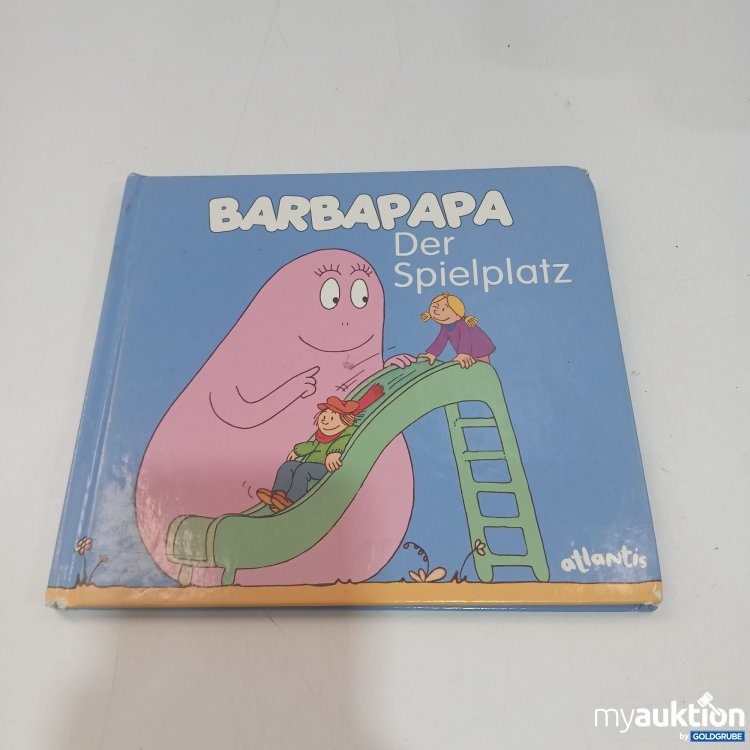 BARBAPAPA
Der
Spielplatz
atlantis
myauktion
by GOLDGRUBE